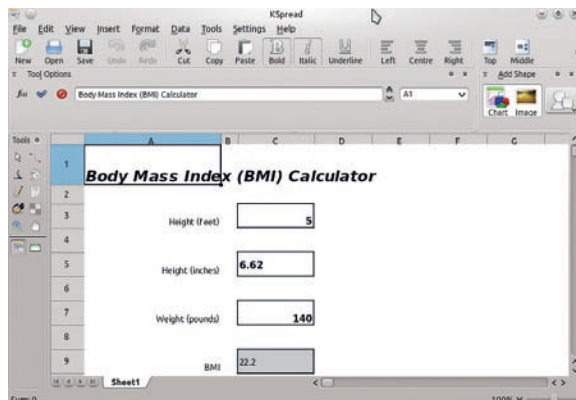 KSpread
File Edit View Insert Format Data Tools Settings Help
New Open Save Undo Redo Cut Copy Paste Bold Italic Underline Left Centre Right Top Middle
Tool Options
Add Shape
Body Mass Index (BMI) Calculator
A1
Chart Image
Tools
A B C D E F G
1
Body Mass Index (BMI) Calculator
2
3 Height (feet) 5
4
5 Height (inches) 6.62
6
7 Weight (pounds) 140
8
9 BMI 22.2
Sheet1
Sum: 0 100%